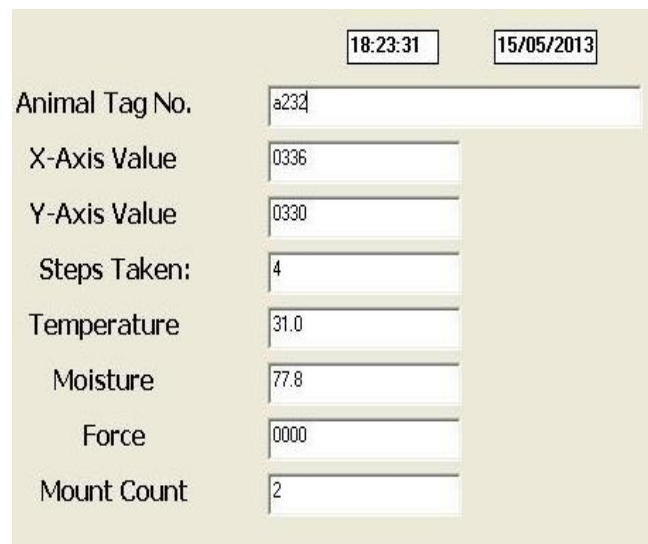 18:23:31 15/05/2013
Animal Tag No. a232
X-Axis Value 0336
Y-Axis Value 0330
Steps Taken: 4
Temperature 31.0
Moisture 77.8
Force 0000
Mount Count 2